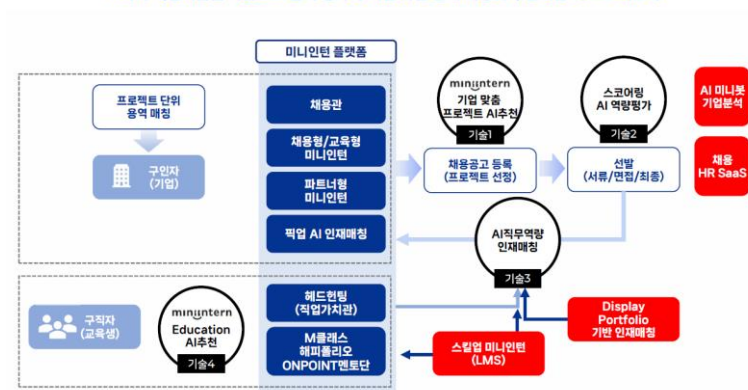 미니인턴 플랫폼
프로젝트 단위
용역 매칭
구인자
(기업)
채용관
채용형/교육형
미니인턴
파트너형
미니인턴
픽업 AI 인재매칭
minintern
기업 맞춤
프로젝트 AI추천
기술1
채용공고 등록
(프로젝트 선정)
스코어링
AI 역량평가
기술2
선발
(서류/면접/최종)
AI 미니봇
기업분석
채용
HR SaaS
AI직무역량
인재매칭
기술3
구직자
(교육생)
minintern
Education
AI추천
기술4
헤드헌팅
(직업가치관)
M클래스
해피폴리오
ONPOINT멘토단
스킬업 미니인턴
(LMS)
Display
Portfolio
기반 인재매칭